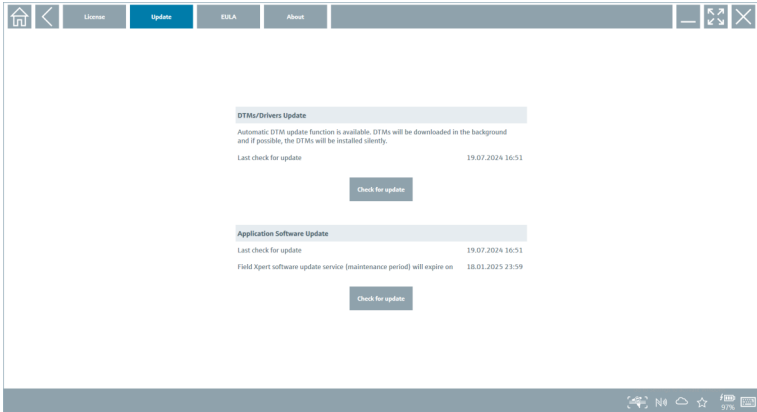 License Update EULA About
DTMs/Drivers Update
Automatic DTM update function is available. DTMs will be downloaded in the background
and if possible, the DTMs will be installed silently.
Last check for update 19.07.2024 16:51
Check for update
Application Software Update
Last check for update 19.07.2024 16:51
Field Xpert software update service (maintenance period) will expire on 18.01.2025 23:59
Check for update
97%